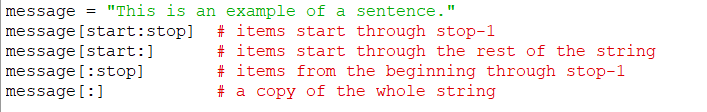 message = "This is an example of a sentence."
message[start:stop]  # items start through stop-1
message[start:]      # items start through the rest of the string
message[:stop]       # items from the beginning through stop-1
message[:]           # a copy of the whole string